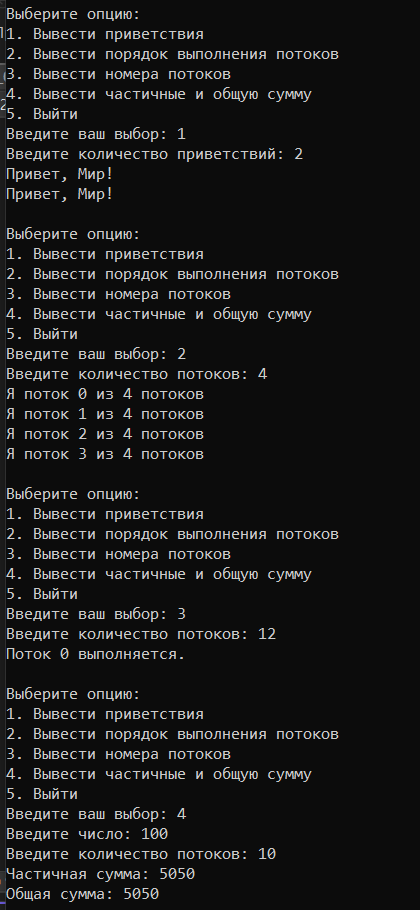 Выберите опцию:
1. Вывести приветствия
2. Вывести порядок выполнения потоков
3. Вывести номера потоков
4. Вывести частичные и общую сумму
5. Выйти
Введите ваш выбор: 1
Введите количество приветствий: 2
Привет, Мир!
Привет, Мир!
Выберите опцию:
1. Вывести приветствия
2. Вывести порядок выполнения потоков
3. Вывести номера потоков
4. Вывести частичные и общую сумму
5. Выйти
Введите ваш выбор: 2
Введите количество потоков: 4
Я поток 0 из 4 потоков
Я поток 1 из 4 потоков
Я поток 2 из 4 потоков
Я поток 3 из 4 потоков
Выберите опцию:
1. Вывести приветствия
2. Вывести порядок выполнения потоков
3. Вывести номера потоков
4. Вывести частичные и общую сумму
5. Выйти
Введите ваш выбор: 3
Введите количество потоков: 12
Поток 0 выполняется.
Выберите опцию:
1. Вывести приветствия
2. Вывести порядок выполнения потоков
3. Вывести номера потоков
4. Вывести частичные и общую сумму
5. Выйти
Введите ваш выбор: 4
Введите число: 100
Введите количество потоков: 10
Частичная сумма: 5050
Общая сумма: 5050